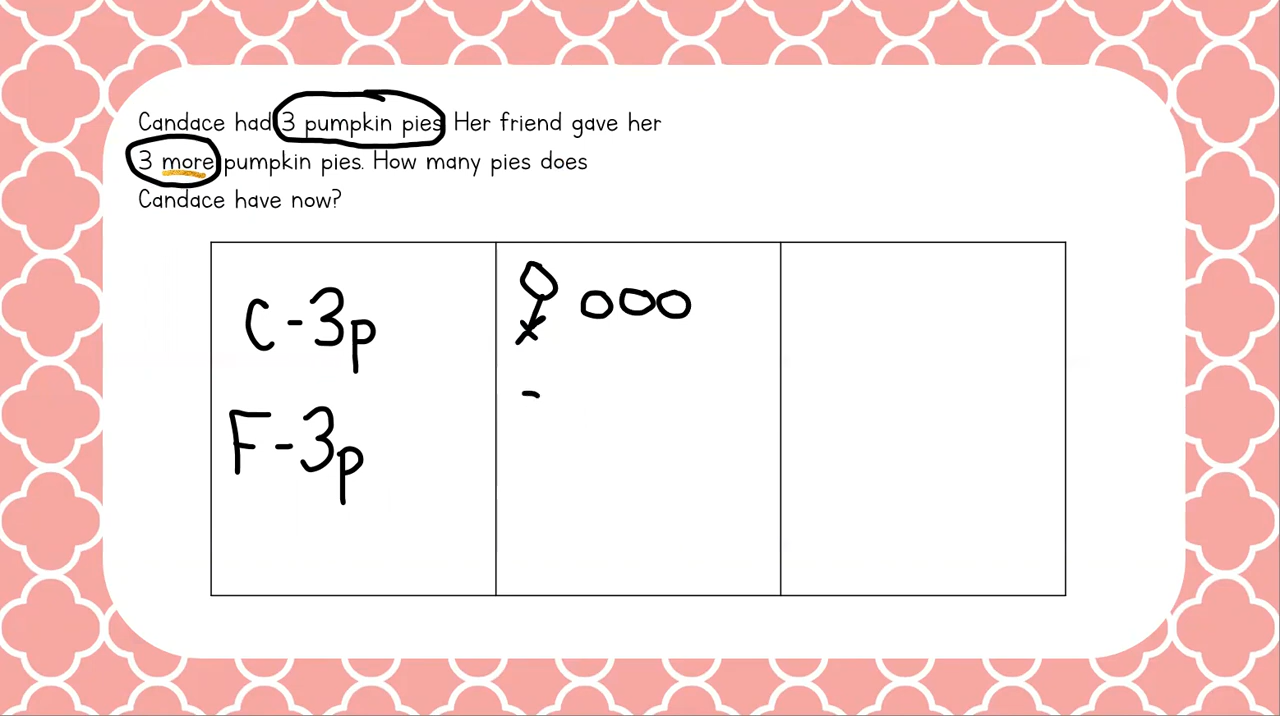 Candace had 3 pumpkin pies. Her friend gave her
3 more pumpkin pies. How many pies does
Candace have now?
C-3p
F-3p